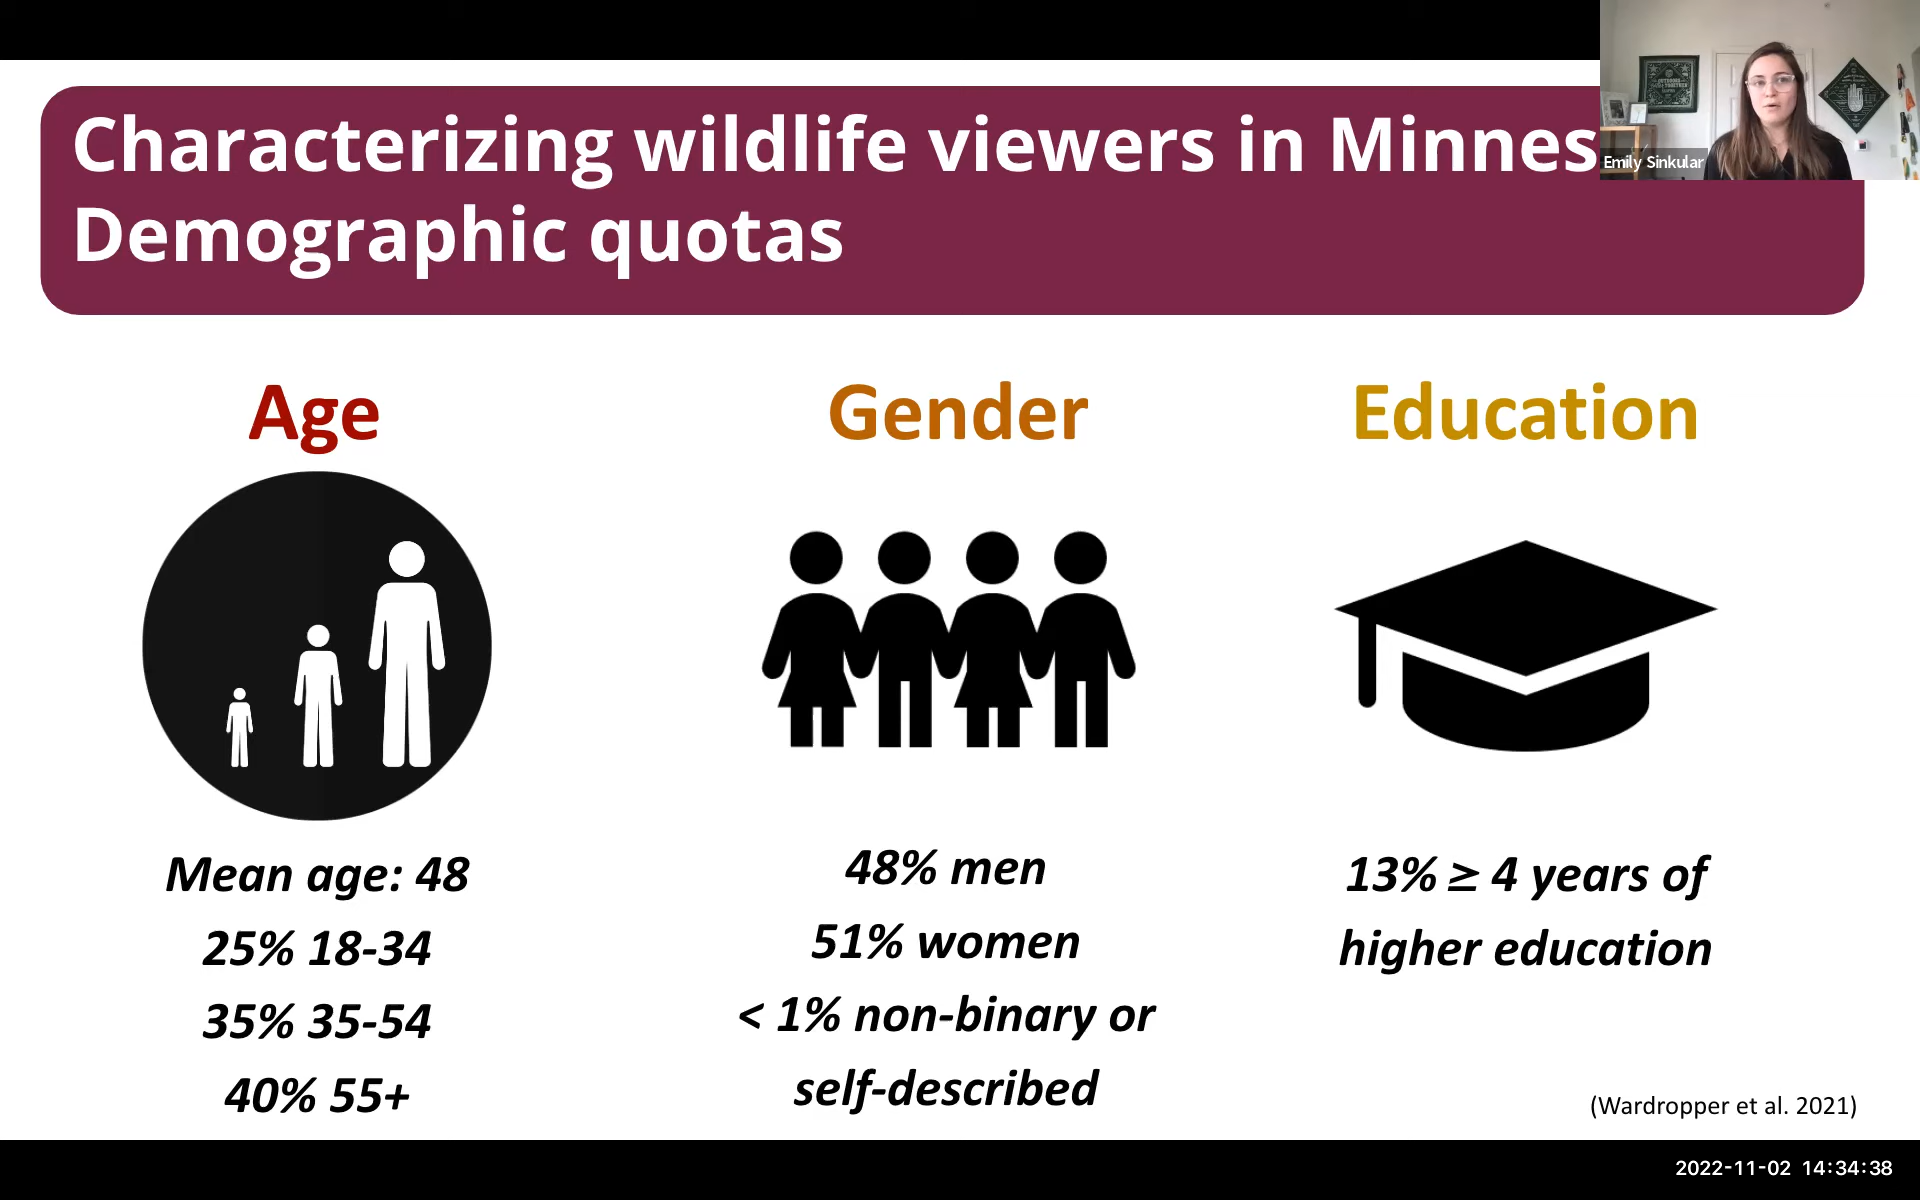 Characterizing wildlife viewers in Minnes
Demographic quotas
Emily Sinkular
Age
Gender
Education
Mean age: 48
25% 18-34
35% 35-54
40% 55+
48% men
51% women
< 1% non-binary or
self-described
13% ≥ 4 years of
higher education
(Wardropper et al. 2021)
2022-11-02 14:34:38